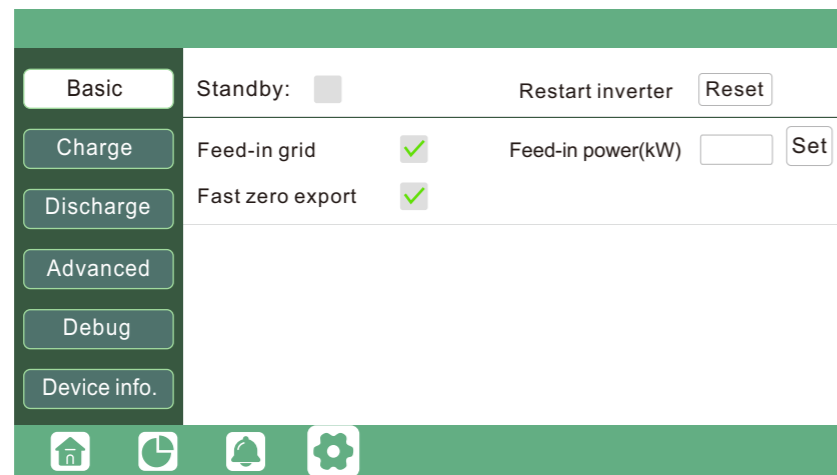 Basic
Standby:
Restart inverter
Reset
Charge
Feed-in grid
Feed-in power(kW)
Set
Discharge
Fast zero export
Advanced
Debug
Device info.